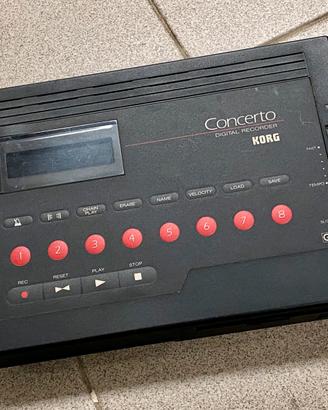 Concerto
DIGITAL RECORDER
KORG
FAST
TEMPO
CHAIN PLAY
ERASE
NAME
VELOCITY
LOAD
SAVE
1 2 3 4 5 6 7 8
REC
RESET
PLAY
STOP